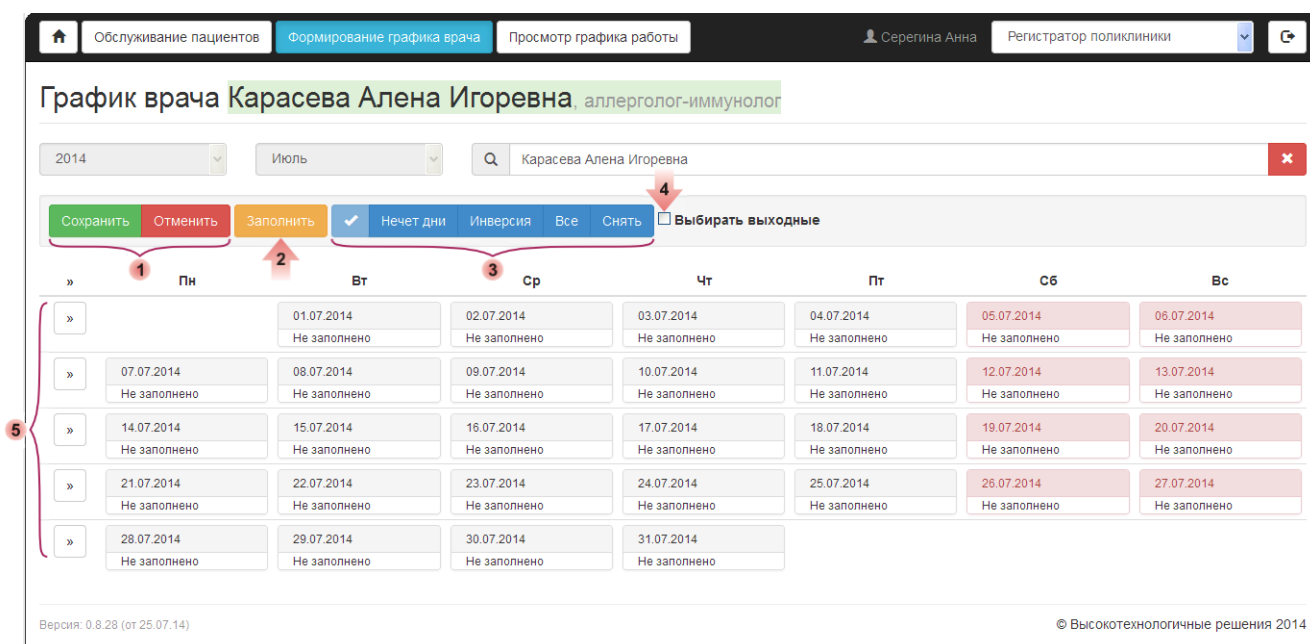 Обслуживание пациентов Формирование графика врача Просмотр графика работы Серегина Анна Регистратор поликлиники
График врача Карасева Алена Игоревна, аллерголог-иммунолог
2014 Июль Карасева Алена Игоревна
4
Сохранить Отменить Заполнить Нечет дни Инверсия Все Снять Выбирать выходные
1 2 3
» Пн Вт Ср Чт Пт Сб Вс
» 01.07.2014 02.07.2014 03.07.2014 04.07.2014 05.07.2014 06.07.2014
Не заполнено Не заполнено Не заполнено Не заполнено Не заполнено Не заполнено
» 07.07.2014 08.07.2014 09.07.2014 10.07.2014 11.07.2014 12.07.2014 13.07.2014
Не заполнено Не заполнено Не заполнено Не заполнено Не заполнено Не заполнено Не заполнено
5 » 14.07.2014 15.07.2014 16.07.2014 17.07.2014 18.07.2014 19.07.2014 20.07.2014
Не заполнено Не заполнено Не заполнено Не заполнено Не заполнено Не заполнено Не заполнено
» 21.07.2014 22.07.2014 23.07.2014 24.07.2014 25.07.2014 26.07.2014 27.07.2014
Не заполнено Не заполнено Не заполнено Не заполнено Не заполнено Не заполнено Не заполнено
» 28.07.2014 29.07.2014 30.07.2014 31.07.2014
Не заполнено Не заполнено Не заполнено Не заполнено
Версия: 0.8.28 (от 25.07.14) © Высокотехнологичные решения 2014